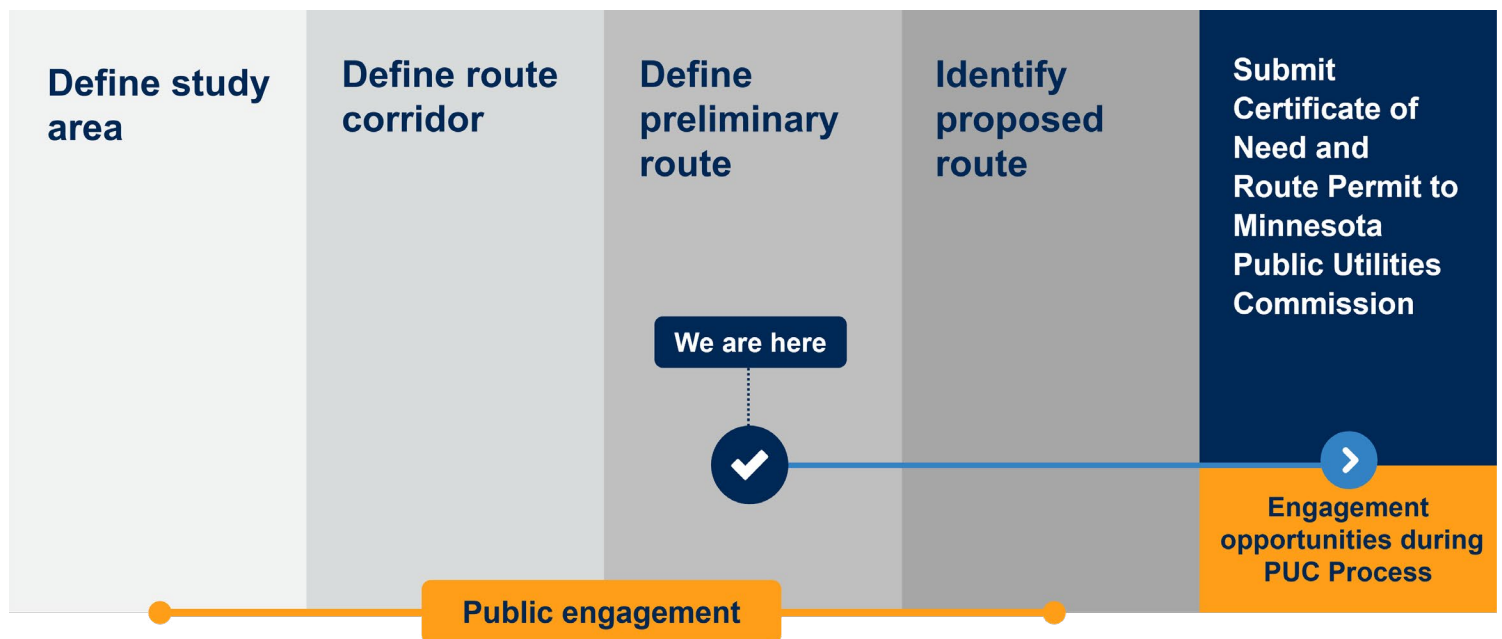 Define study
area
Define route
corridor
Define
preliminary
route
Identify
proposed
route
Submit
Certificate of
Need and
Route Permit to
Minnesota
Public Utilities
Commission
We are here
Engagement
opportunities during
PUC Process
Public engagement